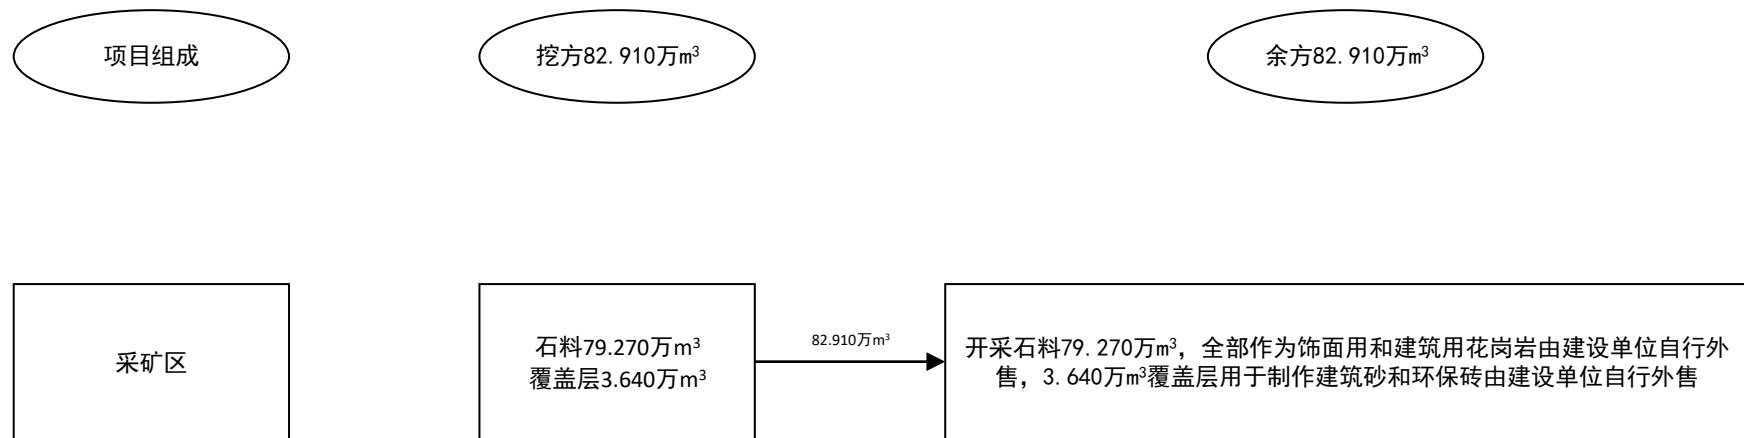 项目组成
挖方82.910万m³
余方82.910万m³
采矿区
石料79.270万m³
覆盖层3.640万m³
82.910万m³
开采石料79.270万m³，全部作为饰面用和建筑用花岗岩由建设单位自行外
售，3.640万m³覆盖层用于制作建筑砂和环保砖由建设单位自行外售